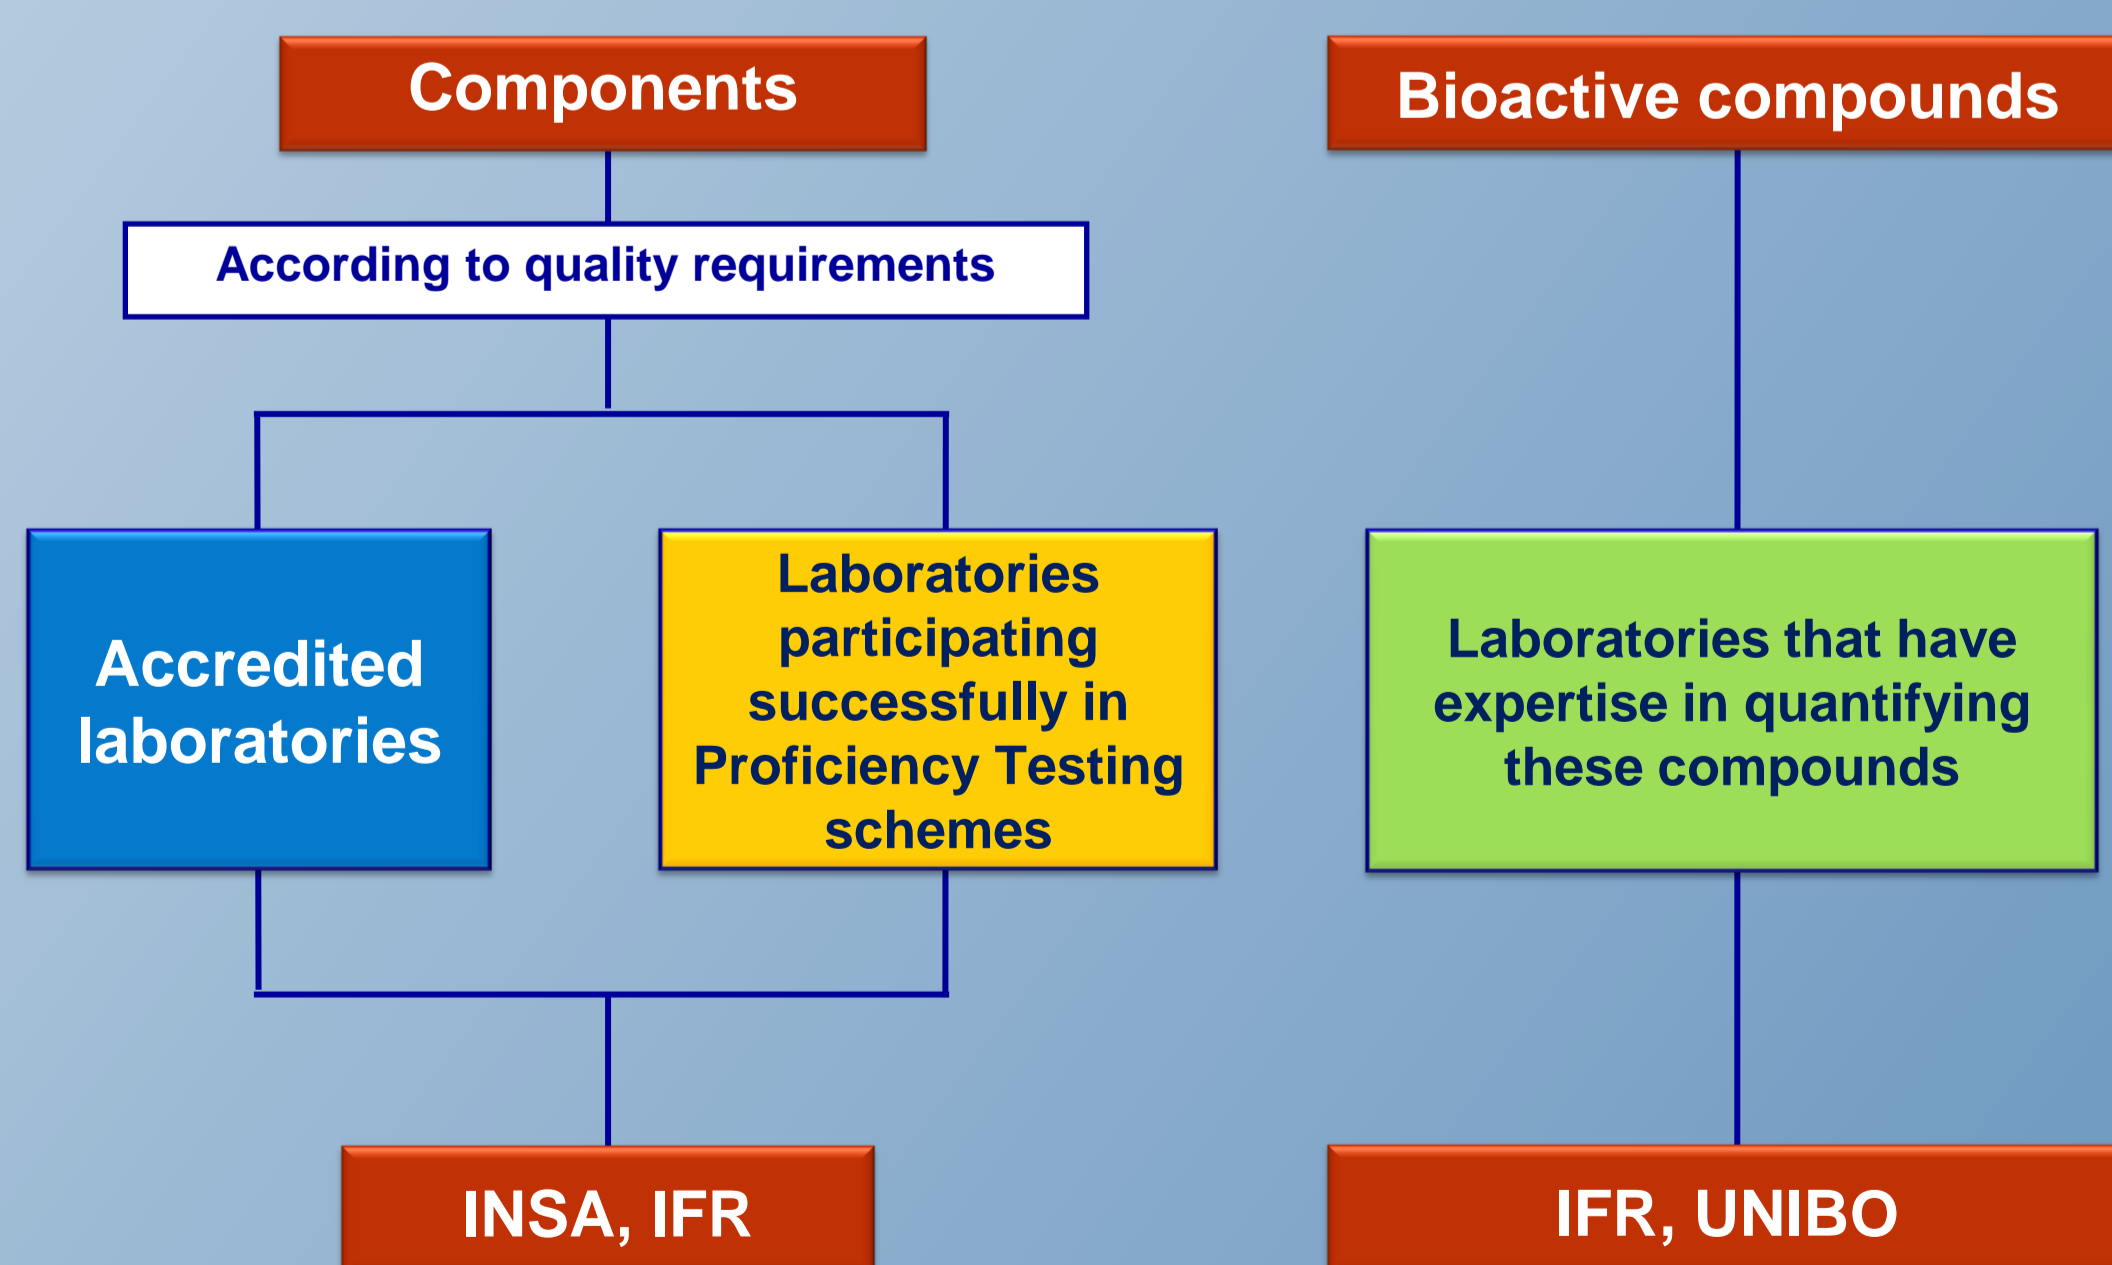 Components
Bioactive compounds
According to quality requirements
Accredited
laboratories
Laboratories
participating
successfully in
Proficiency Testing
schemes
Laboratories that have
expertise in quantifying
these compounds
INSA, IFR
IFR, UNIBO